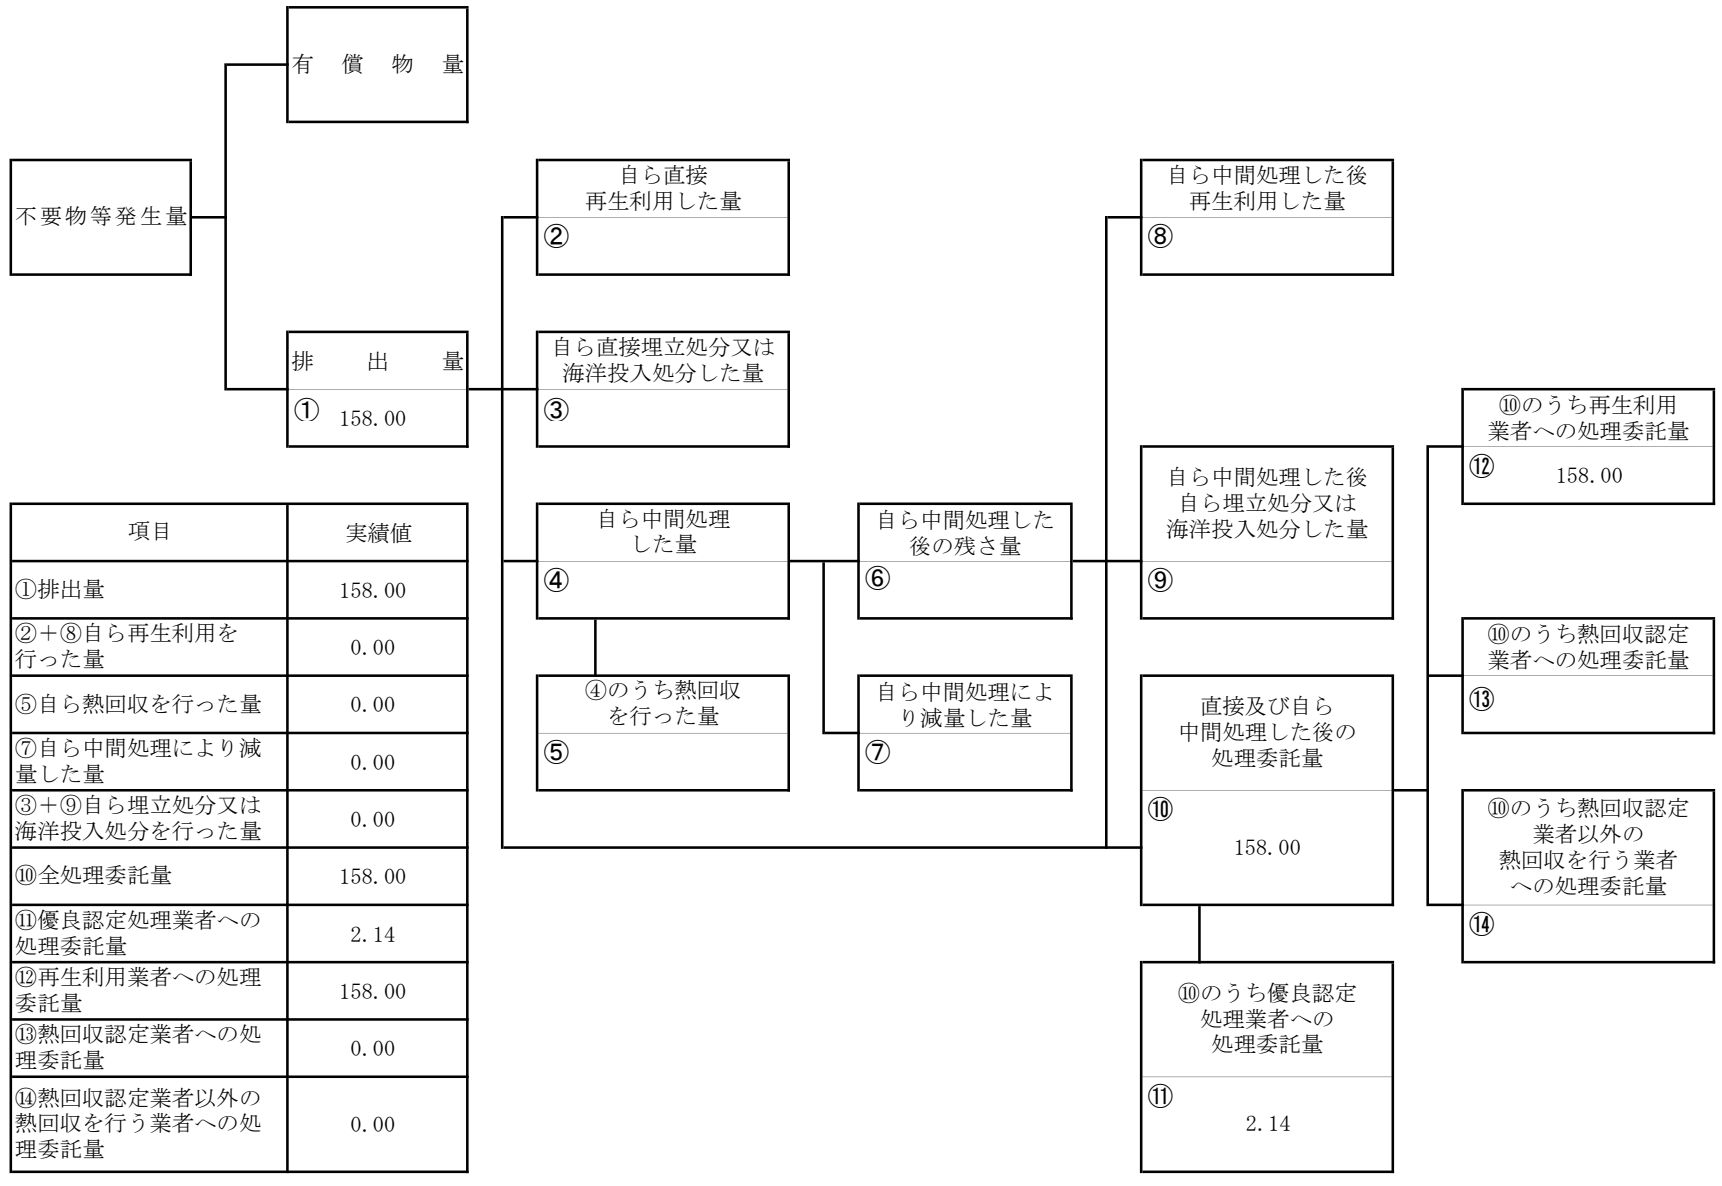 有償物量
不要物等発生量
排出量
① 158.00
自ら直接
再生利用した量
②
自ら直接埋立処分又は
海洋投入処分した量
③
自ら中間処理
した量
④
④のうち熱回収
を行った量
⑤
自ら中間処理した
後の残さ量
⑥
自ら中間処理によ
り減量した量
⑦
自ら中間処理した後
再生利用した量
⑧
自ら中間処理した後
自ら埋立処分又は
海洋投入処分した量
⑨
直接及び自ら
中間処理した後の
処理委託量
⑩
158.00
⑩のうち優良認定
処理業者への
処理委託量
⑪
2.14
⑩のうち再生利用
業者への処理委託量
⑫ 158.00
⑩のうち熱回収認定
業者への処理委託量
⑬
⑩のうち熱回収認定
業者以外の
熱回収を行う業者
への処理委託量
⑭
項目 実績値
①排出量 158.00
②＋⑧自ら再生利用を
行った量 0.00
⑤自ら熱回収を行った量 0.00
⑦自ら中間処理により減
量した量 0.00
③＋⑨自ら埋立処分又は
海洋投入処分を行った量 0.00
⑩全処理委託量 158.00
⑪優良認定処理業者への
処理委託量 2.14
⑫再生利用業者への処理
委託量 158.00
⑬熱回収認定業者への処
理委託量 0.00
⑭熱回収認定業者以外の
熱回収を行う業者への処
理委託量 0.00